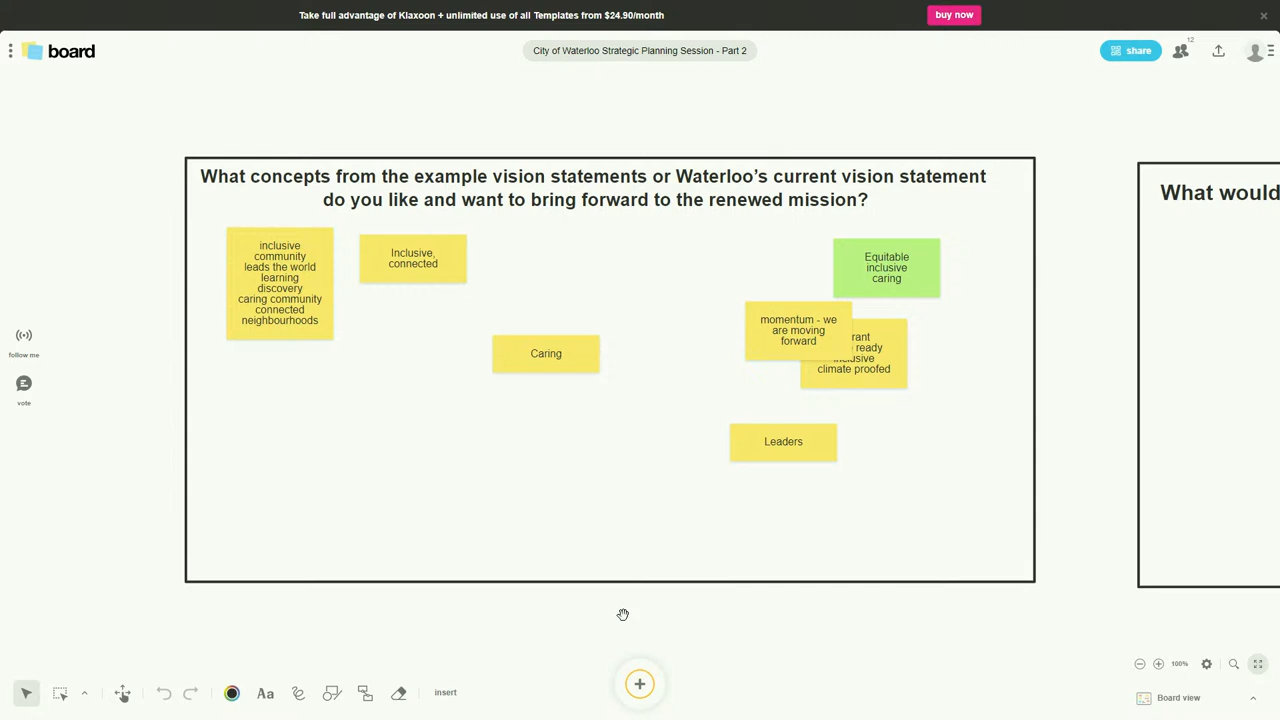 Take full advantage of Klaxoon + unlimited use of all Templates from $24.90/month
buy now
board
City of Waterloo Strategic Planning Session - Part 2
share
12
What concepts from the example vision statements or Waterloo's current vision statement
do you like and want to bring forward to the renewed mission?
What would
inclusive
community
leads the world
learning
discovery
caring community
connected
neighbourhoods
Inclusive,
connected
Equitable
inclusive
caring
momentum - we
are moving
forward
ready
inclusive
climate proofed
Caring
Leaders
follow me
vote
Aa
insert
100%
Board view